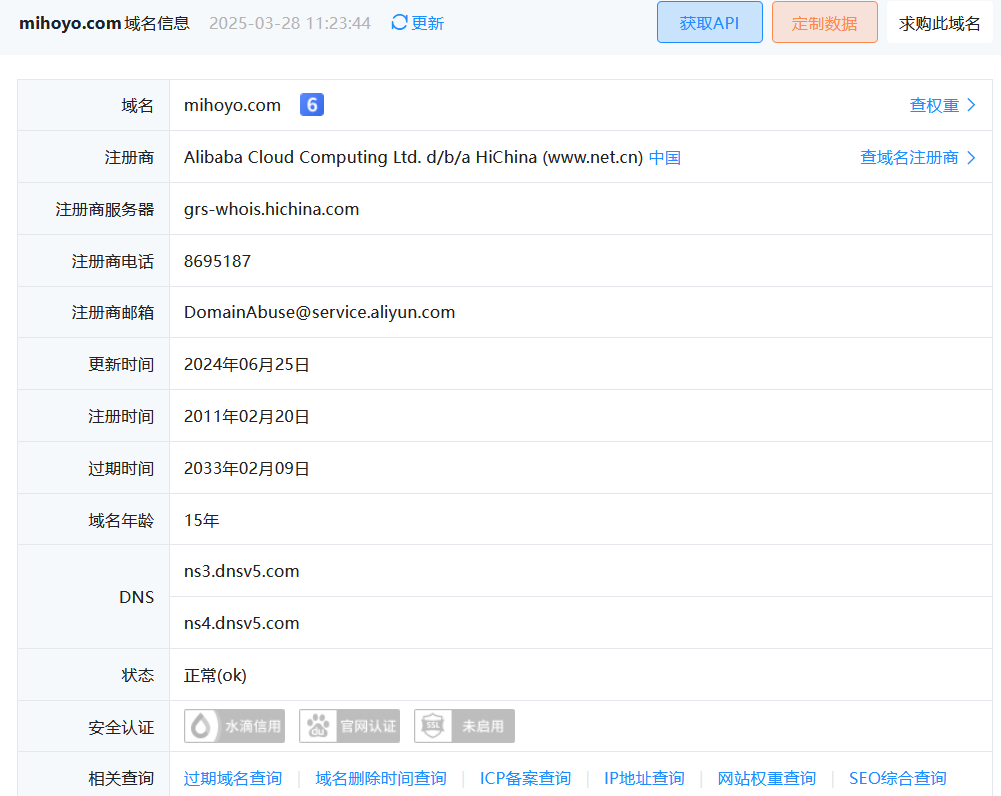 mihoyo.com 域名信息 2025-03-28 11:23:44 更新 获取API 定制数据 求购此域名
域名 mihoyo.com 6 查权重
注册商 Alibaba Cloud Computing Ltd. d/b/a HiChina (www.net.cn) 中国 查域名注册商
注册商服务器 grs-whois.hichina.com
注册商电话 8695187
注册商邮箱 DomainAbuse@service.aliyun.com
更新时间 2024年06月25日
注册时间 2011年02月20日
过期时间 2033年02月09日
域名年龄 15年
DNS ns3.dnsv5.com
ns4.dnsv5.com
状态 正常(ok)
安全认证 水滴信用 du 官网认证 SSL 未启用
相关查询 过期域名查询 域名删除时间查询 ICP备案查询 IP地址查询 网站权重查询 SEO综合查询